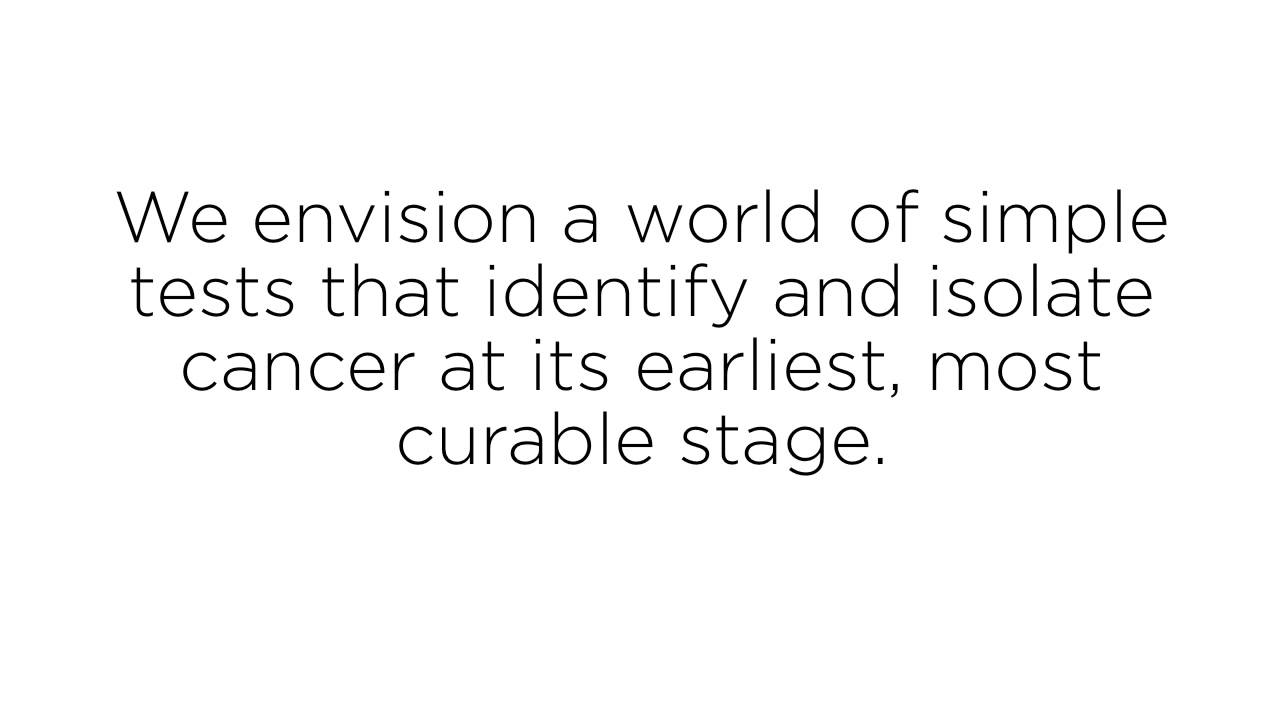 We envision a world of simple
tests that identify and isolate
cancer at its earliest, most
curable stage.